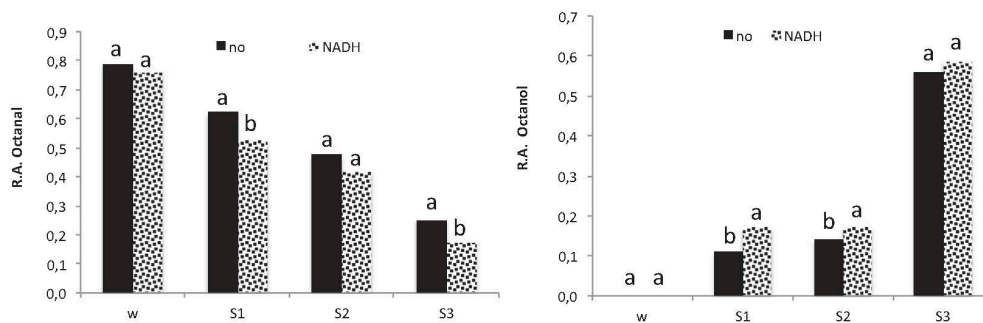 0,9
no NADH
0,8
0,7
0,6
0,5
0,4
0,3
0,2
0,1
0,0
R.A. Octanal
a a
a b
a a
a b
w S1 S2 S3
0,7
no NADH
0,6
0,5
0,4
0,3
0,2
0,1
0,0
R.A. Octanol
a a
b a
b a
a a
w S1 S2 S3